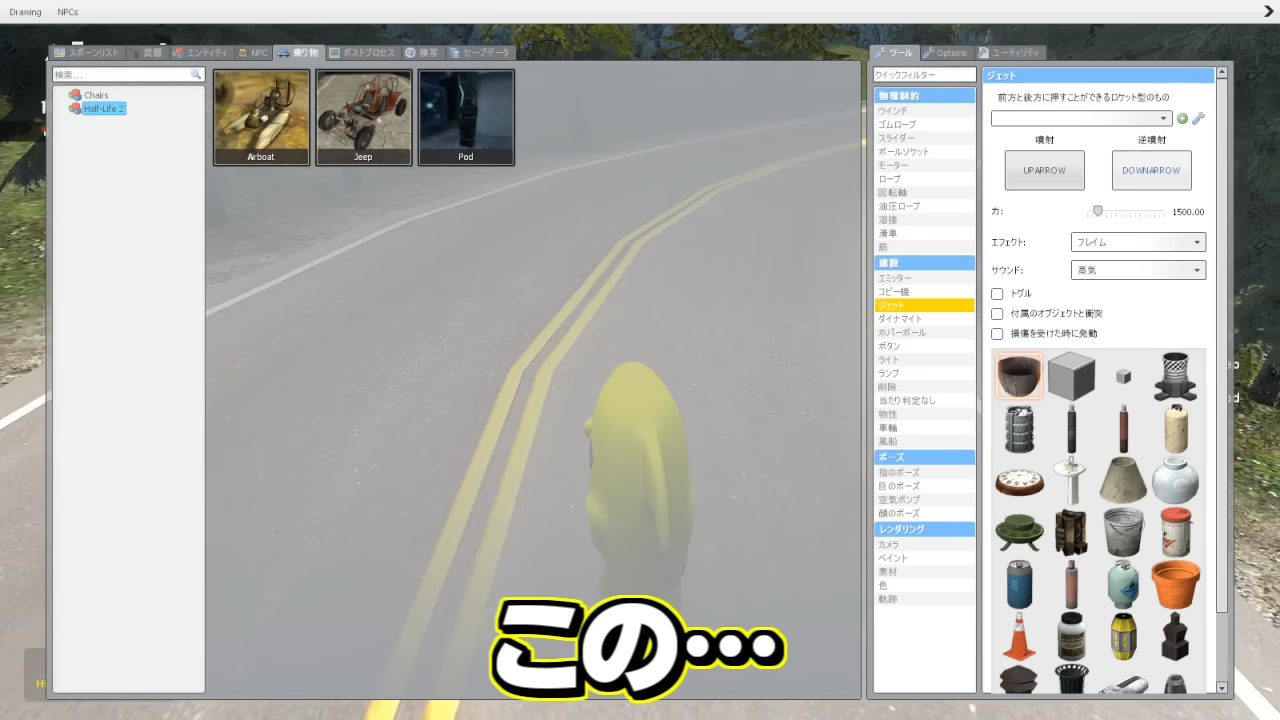 Drawing NPCs
スポーンリスト 武器 エンティティ NPC 乗り物 ポストプロセス 複写 セーブデータ
検索...
Chairs
Half-Life 2
Airboat Jeep Pod
ツール Options ユーティリティ
クイックフィルター
物理制約
ウインチ
ゴムロープ
スライダー
ボールソケット
モーター
ロープ
回転軸
油圧ロープ
溶接
滑車
筋
建設
エミッター
コピー機
ジェット
ダイナマイト
ホバーボール
ボタン
ライト
ランプ
削除
当たり判定なし
物性
車輪
風船
ポーズ
指のポーズ
目のポーズ
空気ポンプ
顔のポーズ
レンダリング
カメラ
ペイント
素材
色
軌跡
ジェット
前方と後方に押すことができるロケット型のもの
噴射 逆噴射
UPARROW DOWNARROW
力: 1500.00
エフェクト: フレイム
サウンド: 蒸気
トグル
付属のオブジェクトと衝突
損傷を受けた時に発動
この…